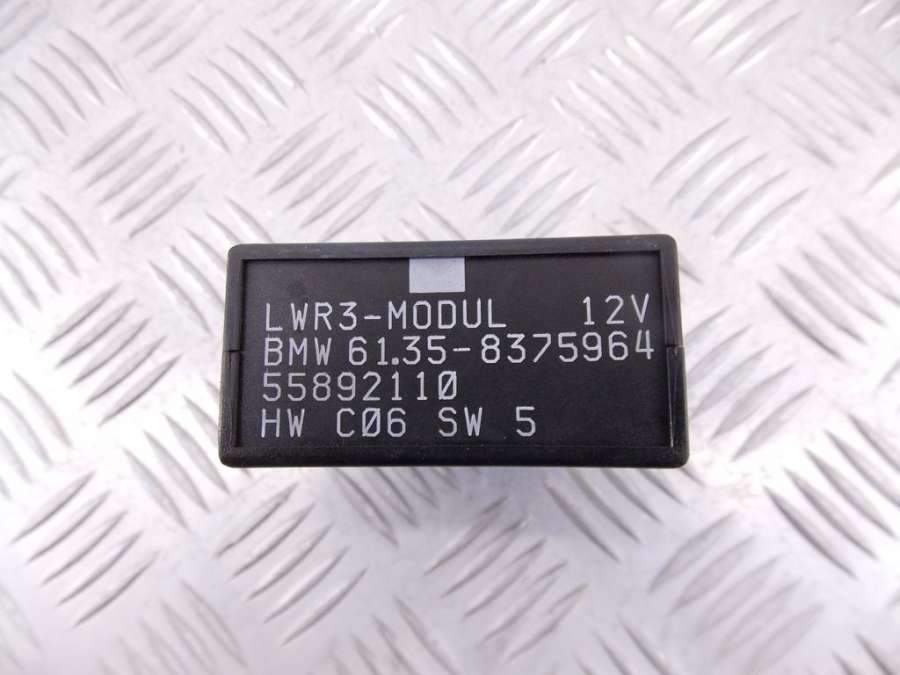 LWR3-MODUL 12V
BMW 61.35-8375964
55892110
HW C06 SW 5